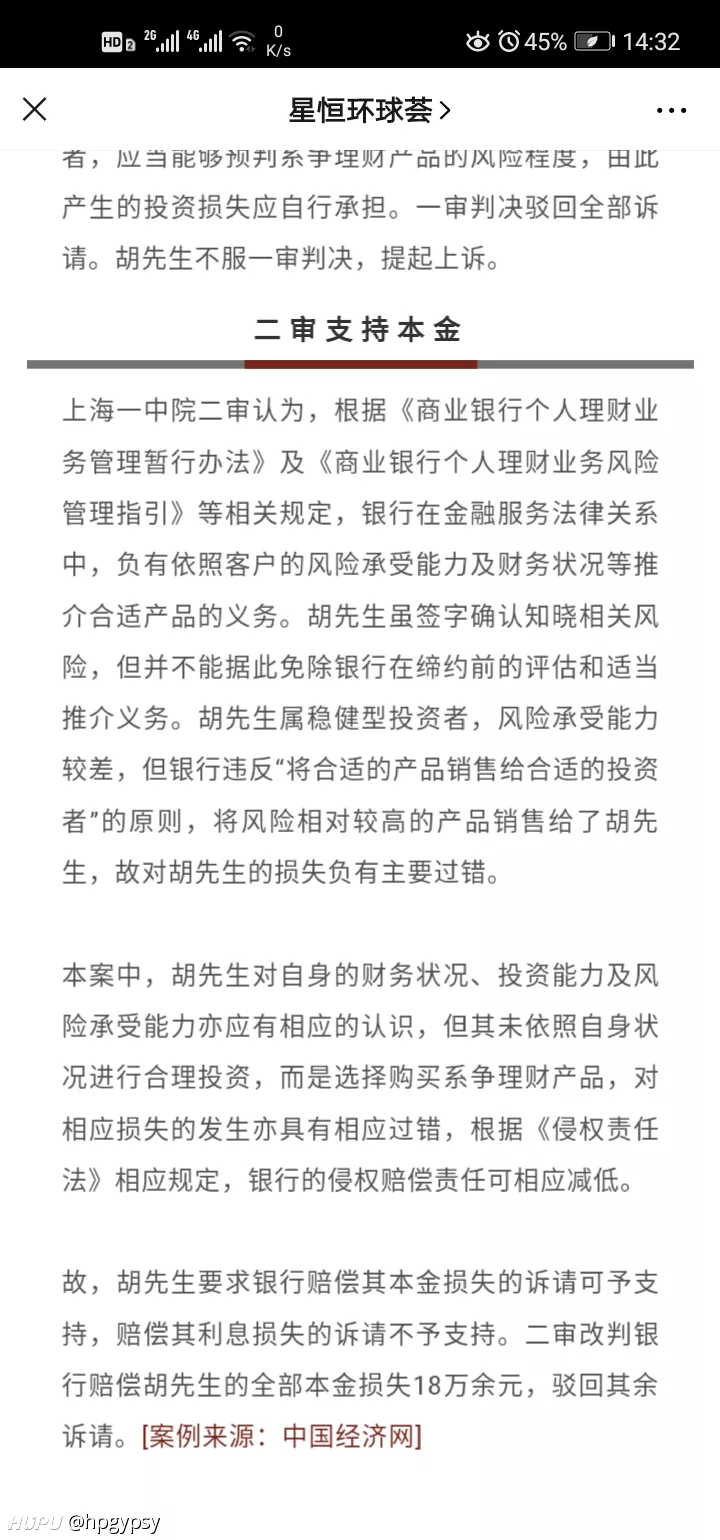 HD 2 2G 4G 0 K/s 45% 14:32
星恒环球荟
者，应当能够预判系争理财产品的风险程度，由此
产生的投资损失应自行承担。一审判决驳回全部诉
请。胡先生不服一审判决，提起上诉。
二审支持本金
上海一中院二审认为，根据《商业银行个人理财业
务管理暂行办法》及《商业银行个人理财业务风险
管理指引》等相关规定，银行在金融服务法律关系
中，负有依照客户的风险承受能力及财务状况等推
介合适产品的义务。胡先生虽签字确认知晓相关风
险，但并不能据此免除银行在缔约前的评估和适当
推介义务。胡先生属稳健型投资者，风险承受能力
较差，但银行违反“将合适的产品销售给合适的投资
者”的原则，将风险相对较高的产品销售给了胡先
生，故对胡先生的损失负有主要过错。
本案中，胡先生对自身的财务状况、投资能力及风
险承受能力亦应有相应的认识，但其未依照自身状
况进行合理投资，而是选择购买系争理财产品，对
相应损失的发生亦具有相应过错，根据《侵权责任
法》相应规定，银行的侵权赔偿责任可相应减低。
故，胡先生要求银行赔偿其本金损失的诉请可予支
持，赔偿其利息损失的诉请不予支持。二审改判银
行赔偿胡先生的全部本金损失18万余元，驳回其余
诉请。[案例来源：中国经济网]
HUPU @hpgypsy